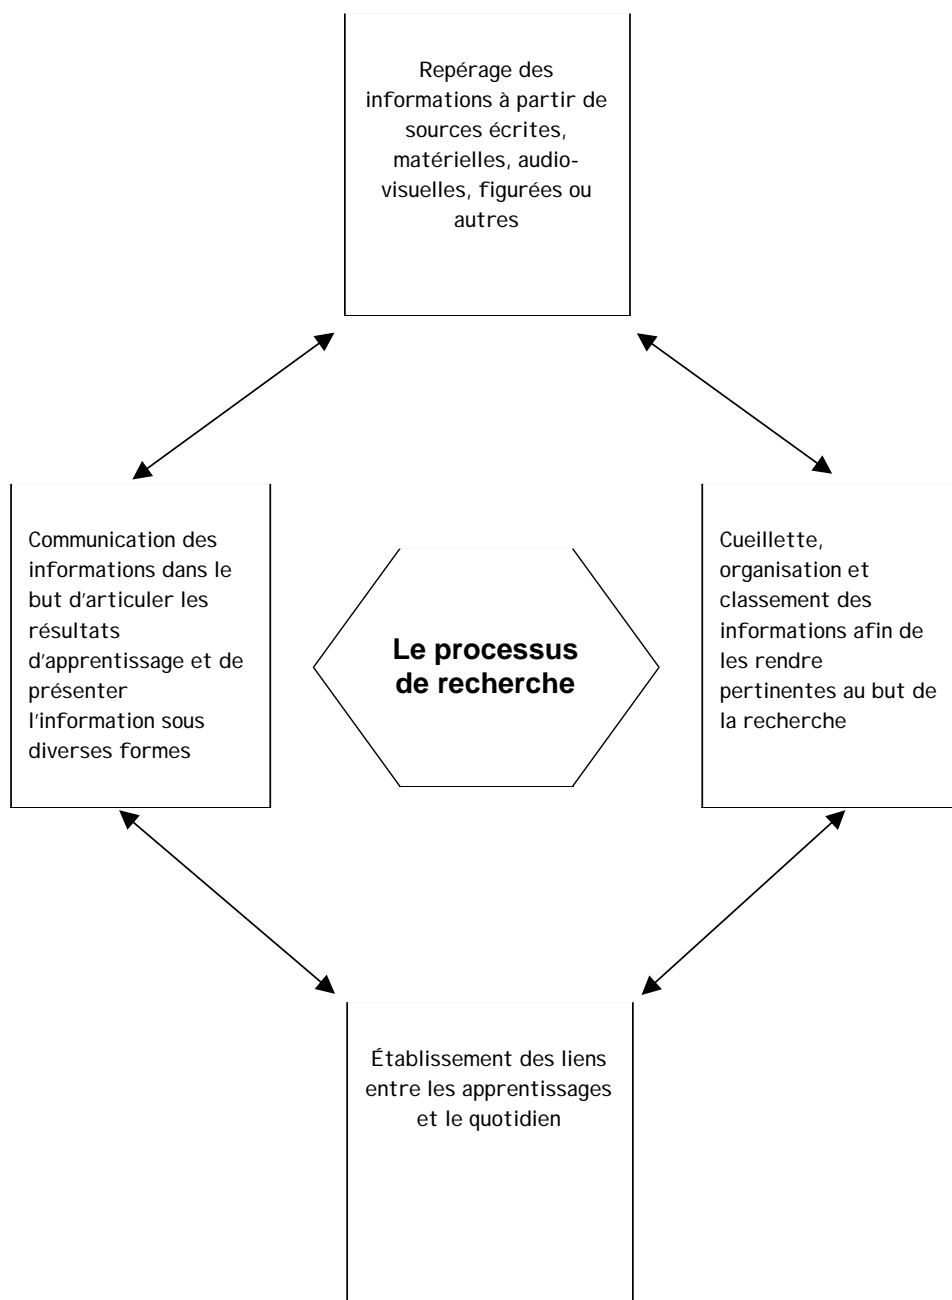 Repérage des
informations à partir de
sources écrites,
matérielles, audio-
visuelles, figurées ou
autres
Communication des
informations dans le
but d'articuler les
résultats
d'apprentissage et de
présenter
l'information sous
diverses formes
Le processus
de recherche
Cueillette,
organisation et
classement des
informations afin de
les rendre
pertinentes au but de
la recherche
Établissement des liens
entre les apprentissages
et le quotidien